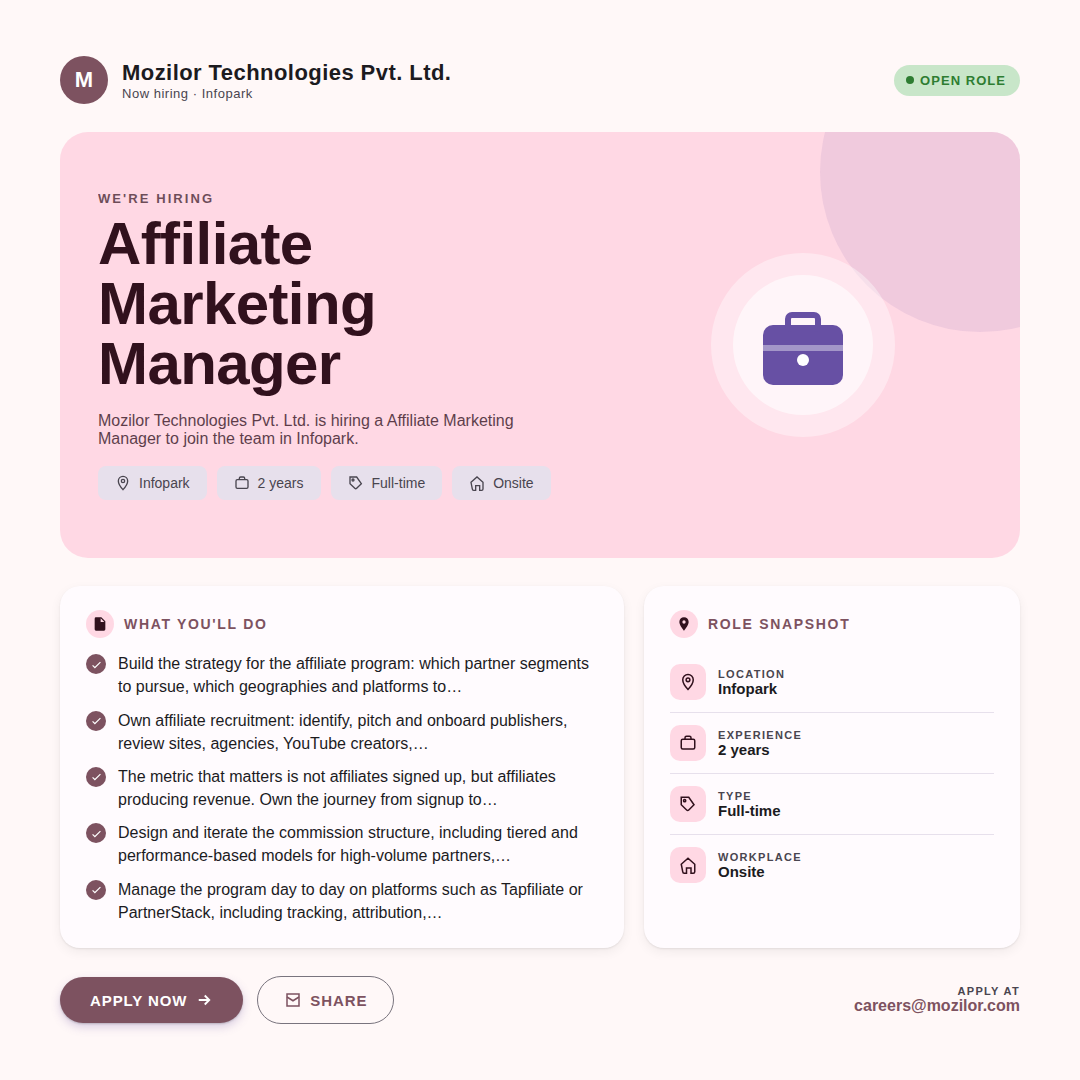 M
Mozilor Technologies Pvt. Ltd.
Now hiring · Infopark
OPEN ROLE
WE'RE HIRING
Affiliate
Marketing
Manager
Mozilor Technologies Pvt. Ltd. is hiring a Affiliate Marketing
Manager to join the team in Infopark.
Infopark
2 years
Full-time
Onsite
WHAT YOU'LL DO
Build the strategy for the affiliate program: which partner segments
to pursue, which geographies and platforms to…
Own affiliate recruitment: identify, pitch and onboard publishers,
review sites, agencies, YouTube creators,…
The metric that matters is not affiliates signed up, but affiliates
producing revenue. Own the journey from signup to…
Design and iterate the commission structure, including tiered and
performance-based models for high-volume partners,…
Manage the program day to day on platforms such as Tapfiliate or
PartnerStack, including tracking, attribution,…
ROLE SNAPSHOT
LOCATION
Infopark
EXPERIENCE
2 years
TYPE
Full-time
WORKPLACE
Onsite
APPLY NOW
SHARE
APPLY AT
careers@mozilor.com